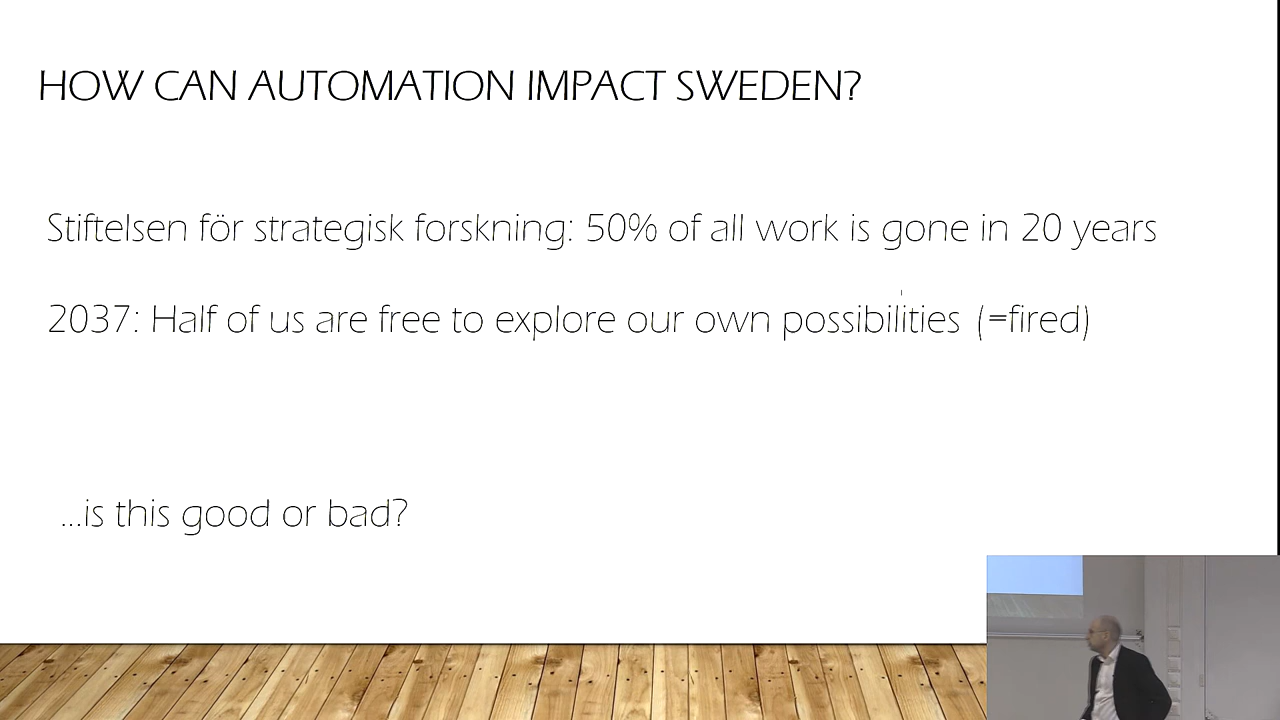 HOW CAN AUTOMATION IMPACT SWEDEN?
Stiftelsen för strategisk forskning: 50% of all work is gone in 20 years
2037: Half of us are free to explore our own possibilities (=fired)
...is this good or bad?